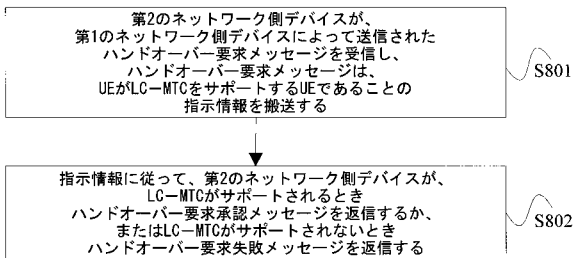 第2のネットワーク側デバイスが、
第1のネットワーク側デバイスによって送信された
ハンドオーバー要求メッセージを受信し、
ハンドオーバー要求メッセージは、
UEがLC-MTCをサポートするUEであることの
指示情報を搬送する
S801
指示情報に従って、第2のネットワーク側デバイスが、
LC-MTCがサポートされるとき
ハンドオーバー要求承認メッセージを返信するか、
またはLC-MTCがサポートされないとき
ハンドオーバー要求失敗メッセージを返信する
S802